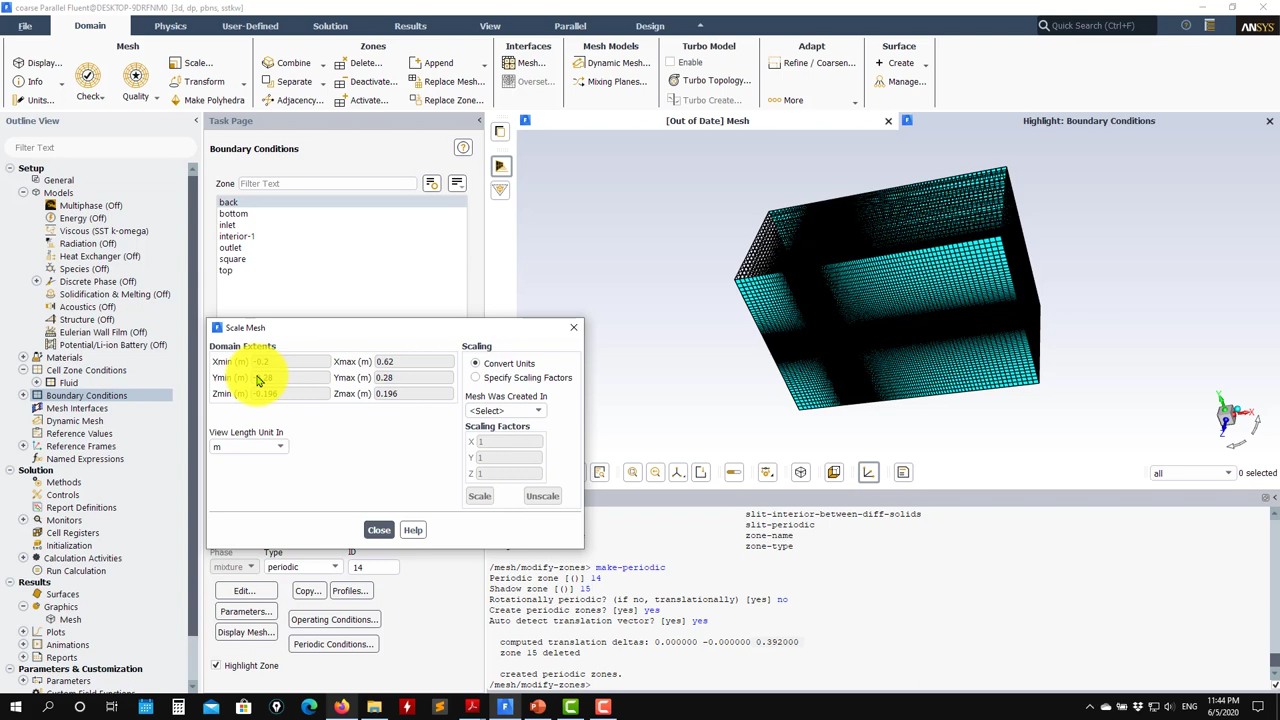 coarse Parallel Fluent@DESKTOP-9DRFNM0 [3d, dp, pbns, sstkw]
File Domain Physics User-Defined Solution Results View Parallel Design
Quick Search (Ctrl+F)
ANSYS
Mesh Zones Interfaces Mesh Models Turbo Model Adapt Surface
Display... Scale... Combine Delete... Append Mesh... Dynamic Mesh... Enable Refine / Coarsen... Create
Info Transform Separate Deactivate... Replace Mesh... Overset... Mixing Planes... Turbo Topology... Manage...
Units... Check Quality Make Polyhedra Adjacency... Activate... Replace Zone... Turbo Create... More
Outline View
Filter Text
Setup
General
Models
Multiphase (Off)
Energy (Off)
Viscous (SST k-omega)
Radiation (Off)
Heat Exchanger (Off)
Species (Off)
Discrete Phase (Off)
Solidification & Melting (Off)
Acoustics (Off)
Structure (Off)
Eulerian Wall Film (Off)
Potential/Li-ion Battery (Off)
Materials
Cell Zone Conditions
Fluid
Boundary Conditions
Mesh Interfaces
Dynamic Mesh
Reference Values
Reference Frames
Named Expressions
Solution
Methods
Controls
Report Definitions
Monitors
Cell Registers
Initialization
Calculation Activities
Run Calculation
Results
Surfaces
Graphics
Mesh
Plots
Animations
Reports
Parameters & Customization
Parameters
Task Page
Boundary Conditions
Zone Filter Text
back
bottom
inlet
interior-1
outlet
square
top
Scale Mesh
Domain Extents
Xmin (m) -0.2 Xmax (m) 0.62
Ymin (m) -0.28 Ymax (m) 0.28
Zmin (m) -0.196 Zmax (m) 0.196
View Length Unit In
m
Scaling
Convert Units
Specify Scaling Factors
Mesh Was Created In
<Select>
Scaling Factors
X 1
Y 1
Z 1
Scale Unscale
Close Help
Phase Type ID
mixture periodic 14
Edit... Copy... Profiles...
Parameters... Operating Conditions...
Display Mesh... Periodic Conditions...
Highlight Zone
[Out of Date] Mesh
Highlight: Boundary Conditions
Y
X
Z
all
0 selected
slit-interior-between-diff-solids
slit-periodic
zone-name
zone-type
/mesh/modify-zones> make-periodic
Periodic zone [()] 14
Shadow zone [()] 15
Rotationally periodic? (if no, translationally) [yes] no
Create periodic zones? [yes] yes
Auto detect translation vector? [yes] yes
computed translation deltas: 0.000000 -0.000000 0.392000
zone 15 deleted
created periodic zones.
/mesh/modify-zones>
11:44 PM
6/5/2020